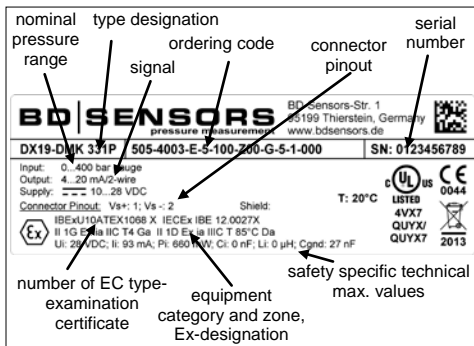 nominal pressure range
type designation
signal
ordering code
connector pinout
serial number
BD|SENSORS
pressure measurement
BD-Sensors-Str. 1
95199 Thierstein, Germany
www.bdsensors.de
DX19-DMK 331P 505-4003-E-5-100-Z00-G-5-1-000 SN: 0123456789
Input: 0...400 bar gauge
Output: 4...20 mA/2-wire
Supply: 10...28 VDC
Connector Pinout: Vs+: 1; Vs -: 2 Shield:
T: 20°C
UL US
LISTED
4VX7
QUYX/
QUYX7
CE
0044
2013
Ex
IBExU10ATEX1068 X IECEx IBE 12.0027X
II 1G Ex ia IIC T4 Ga II 1D Ex ia IIIC T 85°C Da
Ui: 28 VDC; Ii: 93 mA; Pi: 660 mW; Ci: 0 nF; Li: 0 µH; Cgnd: 27 nF
number of EC type-
examination
certificate
equipment
category and zone,
Ex-designation
safety specific technical
max. values